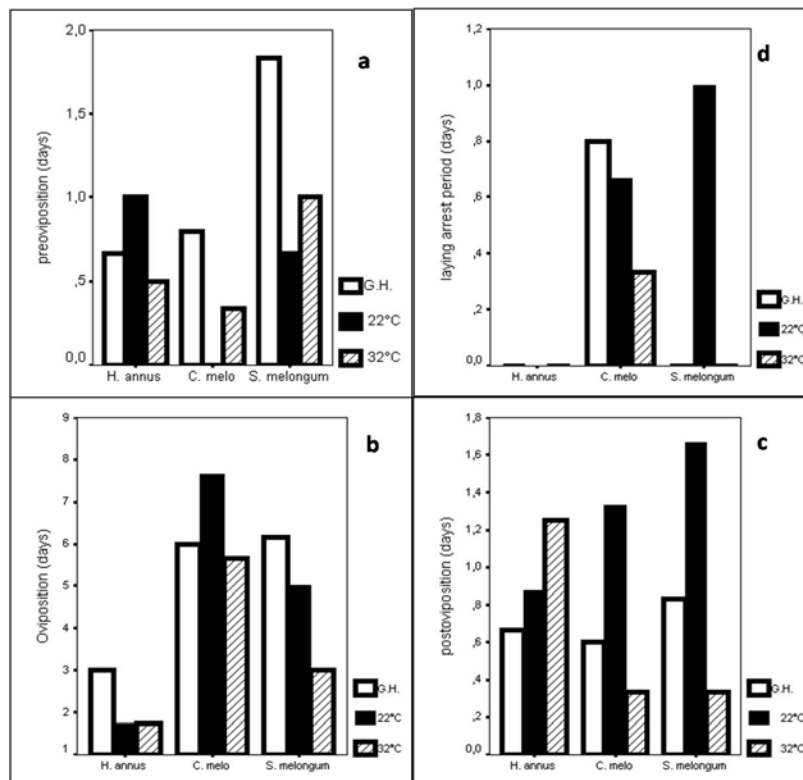 a
preoviposition (days)
2,0
1,5
1,0
,5
0,0
H. annus C. melo S. melongum
G.H.
22°C
32°C
d
laying arrest period (days)
1,2
1,0
,8
,6
,4
,2
0,0
H. annus C. melo S. melongum
G.H.
22°C
32°C
b
Oviposition (days)
9
8
7
6
5
4
3
2
1
H. annus C. melo S. melongum
G.H.
22°C
32°C
c
postoviposition (days)
1,8
1,6
1,4
1,2
1,0
,8
,6
,4
,2
0,0
H. annus C. melo S. melongum
G.H.
22°C
32°C